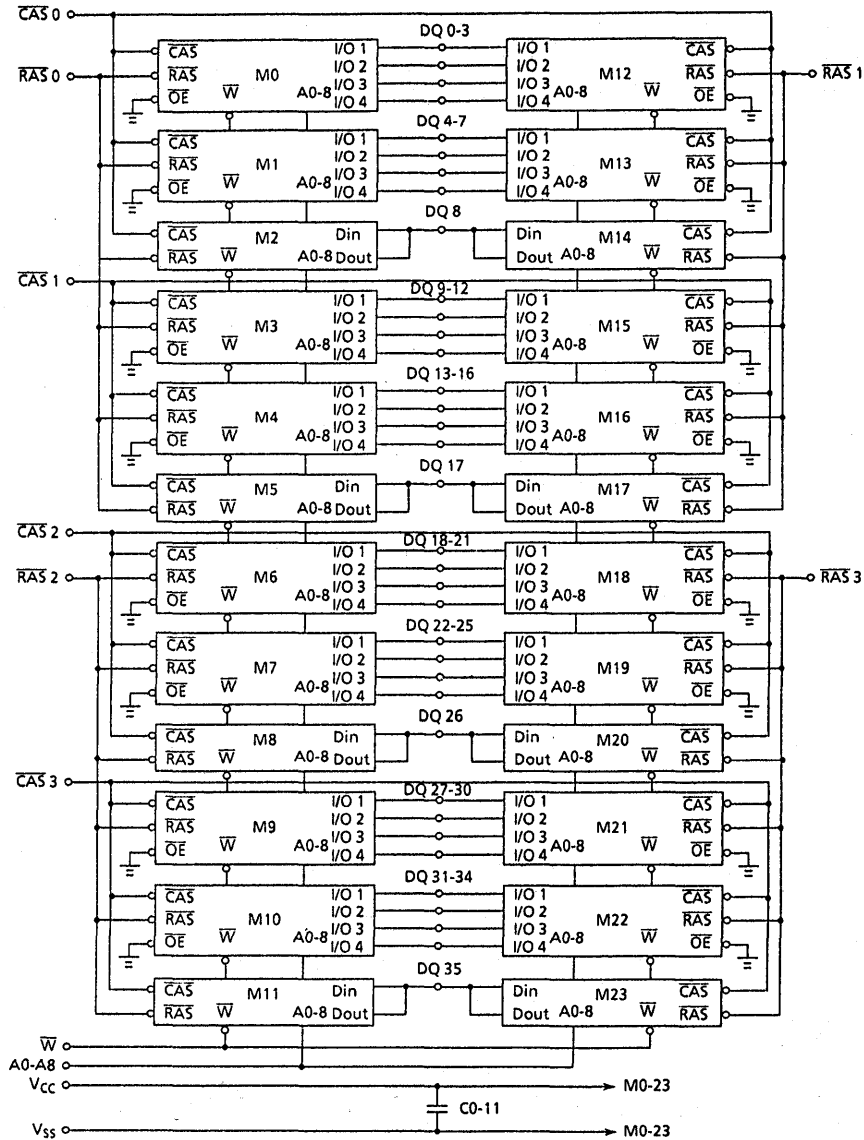 CAS 0
DQ 0-3
CAS I/O 1 I/O 1 CAS
RAS 0 RAS M0 I/O 2 I/O 2 M12 RAS RAS 1
OE W A0-8 I/O 3 I/O 3 A0-8 W OE
I/O 4 I/O 4
DQ 4-7
CAS I/O 1 I/O 1 CAS
RAS M1 I/O 2 I/O 2 M13 RAS
OE W A0-8 I/O 3 I/O 3 A0-8 W OE
I/O 4 I/O 4
DQ 8
CAS M2 Din Din M14 CAS
RAS W A0-8 Dout Dout A0-8 W RAS
CAS 1
DQ 9-12
CAS I/O 1 I/O 1 CAS
RAS M3 I/O 2 I/O 2 M15 RAS
OE W A0-8 I/O 3 I/O 3 A0-8 W OE
I/O 4 I/O 4
DQ 13-16
CAS I/O 1 I/O 1 CAS
RAS M4 I/O 2 I/O 2 M16 RAS
OE W A0-8 I/O 3 I/O 3 A0-8 W OE
I/O 4 I/O 4
DQ 17
CAS M5 Din Din M17 CAS
RAS W A0-8 Dout Dout A0-8 W RAS
CAS 2
DQ 18-21
CAS I/O 1 I/O 1 CAS
RAS 2 RAS M6 I/O 2 I/O 2 M18 RAS RAS 3
OE W A0-8 I/O 3 I/O 3 A0-8 W OE
I/O 4 I/O 4
DQ 22-25
CAS I/O 1 I/O 1 CAS
RAS M7 I/O 2 I/O 2 M19 RAS
OE W A0-8 I/O 3 I/O 3 A0-8 W OE
I/O 4 I/O 4
DQ 26
CAS M8 Din Din M20 CAS
RAS W A0-8 Dout Dout A0-8 W RAS
CAS 3
DQ 27-30
CAS I/O 1 I/O 1 CAS
RAS M9 I/O 2 I/O 2 M21 RAS
OE W A0-8 I/O 3 I/O 3 A0-8 W OE
I/O 4 I/O 4
DQ 31-34
CAS I/O 1 I/O 1 CAS
RAS M10 I/O 2 I/O 2 M22 RAS
OE W A0-8 I/O 3 I/O 3 A0-8 W OE
I/O 4 I/O 4
DQ 35
CAS M11 Din Din M23 CAS
RAS W A0-8 Dout Dout A0-8 W RAS
W
A0-A8
VCC M0-23
C0-11
VSS M0-23